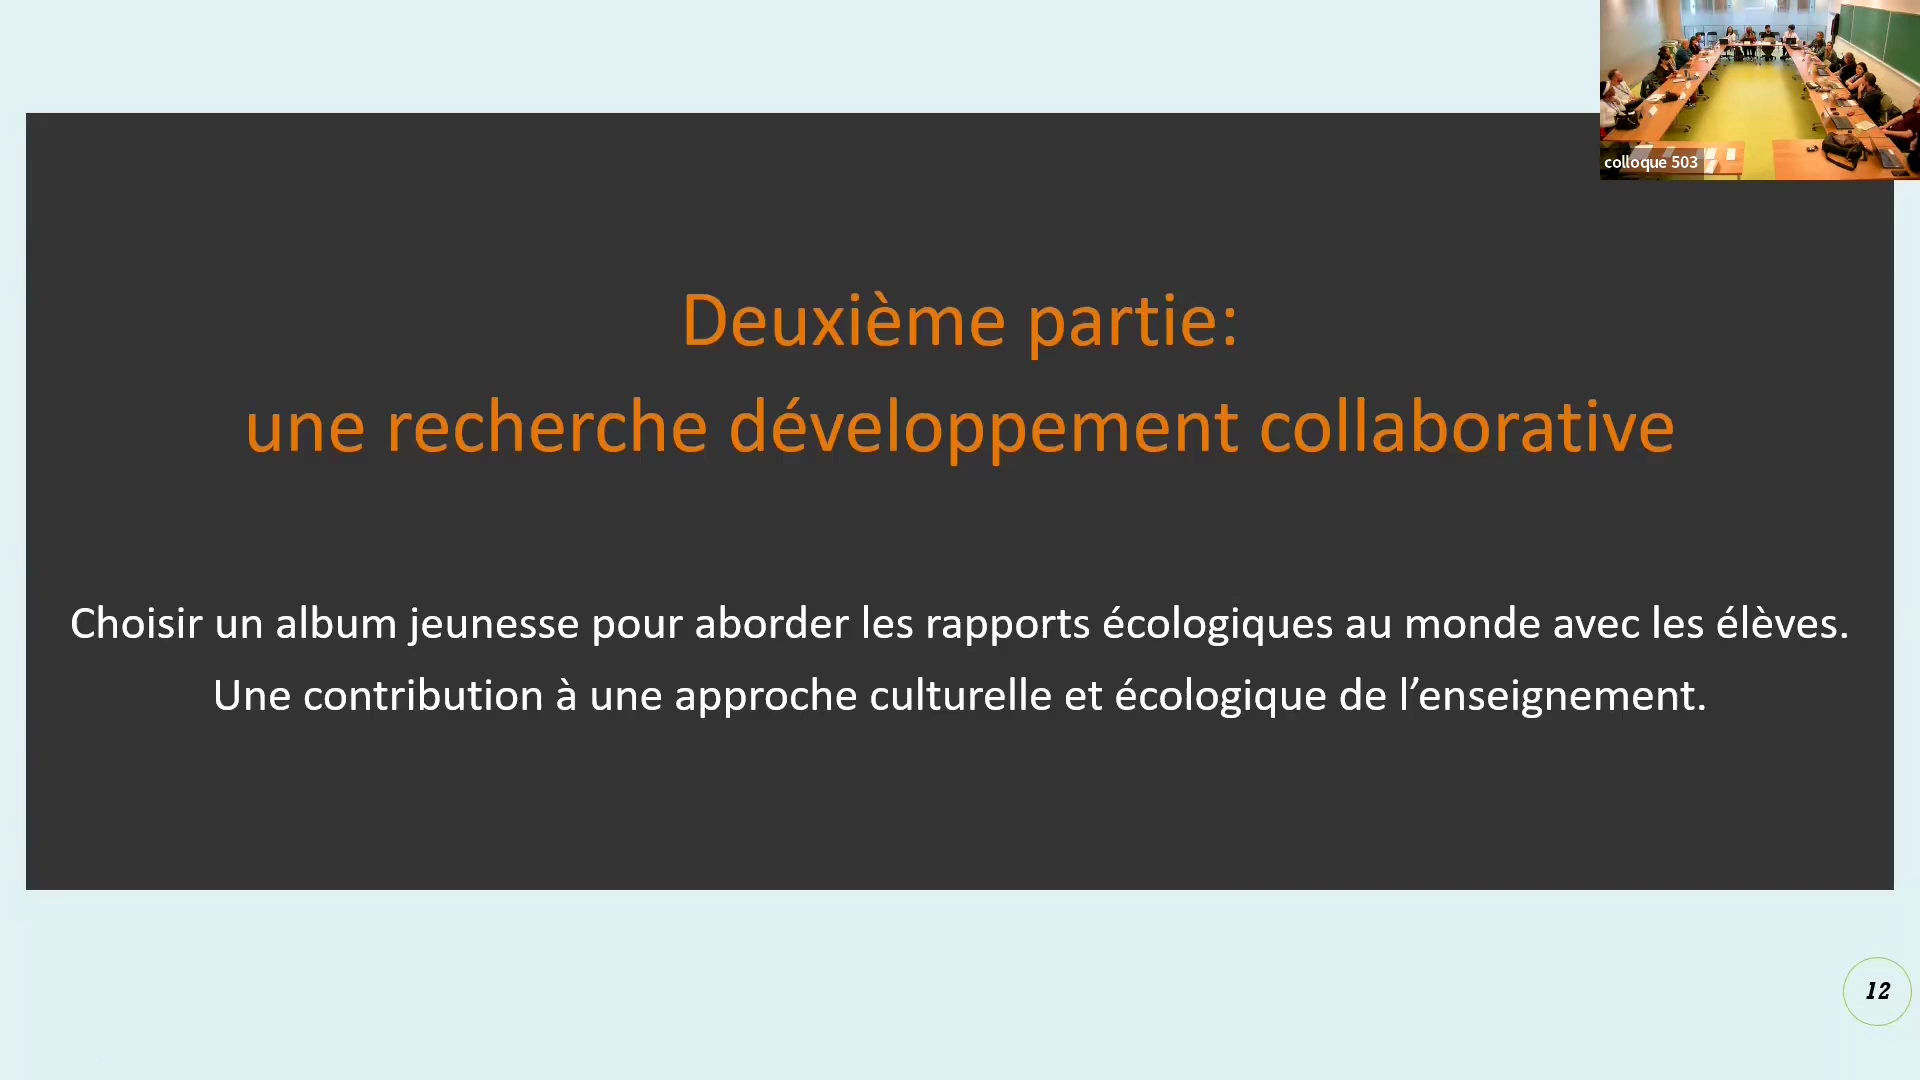 colloque 503
Deuxième partie:
une recherche développement collaborative
Choisir un album jeunesse pour aborder les rapports écologiques au monde avec les élèves.
Une contribution à une approche culturelle et écologique de l’enseignement.
12